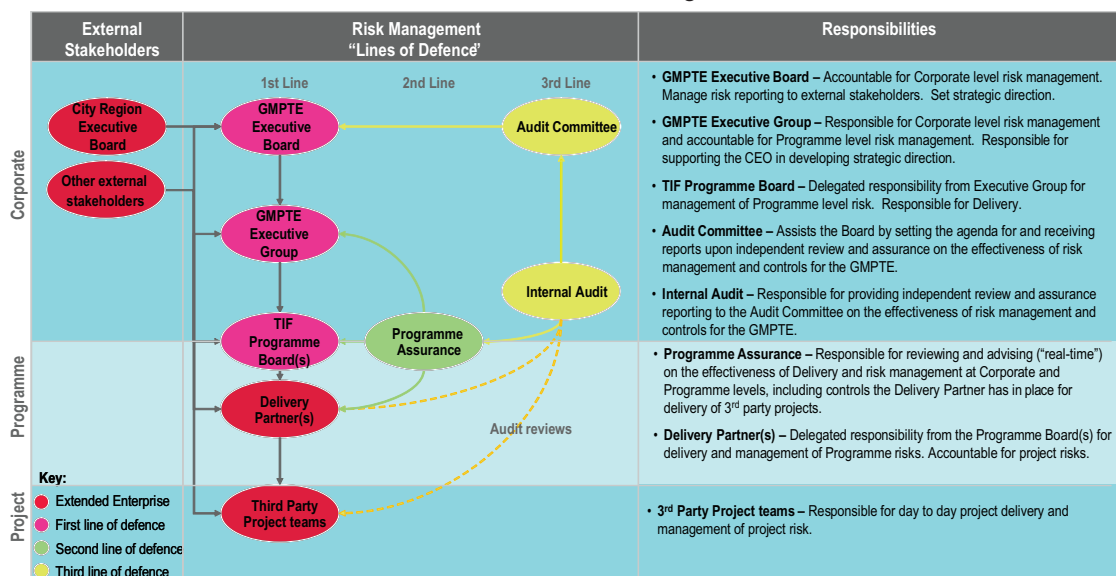 External
Stakeholders
Risk Management
“Lines of Defence”
Responsibilities
1st Line
2nd Line
3rd Line
Corporate
City Region
Executive
Board
Other external
stakeholders
GMPTE
Executive
Board
Audit Committee
GMPTE
Executive
Group
Internal Audit
TIF
Programme
Board(s)
Programme
Assurance
Programme
Delivery
Partner(s)
Audit reviews
Project
Third Party
Project teams
Key:
Extended Enterprise
First line of defence
Second line of defence
Third line of defence
• GMPTE Executive Board – Accountable for Corporate level risk management.
Manage risk reporting to external stakeholders. Set strategic direction.
• GMPTE Executive Group – Responsible for Corporate level risk management
and accountable for Programme level risk management. Responsible for
supporting the CEO in developing strategic direction.
• TIF Programme Board – Delegated responsibility from Executive Group for
management of Programme level risk. Responsible for Delivery.
• Audit Committee – Assists the Board by setting the agenda for and receiving
reports upon independent review and assurance on the effectiveness of risk
management and controls for the GMPTE.
• Internal Audit – Responsible for providing independent review and assurance
reporting to the Audit Committee on the effectiveness of risk management and
controls for the GMPTE.
• Programme Assurance – Responsible for reviewing and advising (“real-time”)
on the effectiveness of Delivery and risk management at Corporate and
Programme levels, including controls the Delivery Partner has in place for
delivery of 3rd party projects.
• Delivery Partner(s) – Delegated responsibility from the Programme Board(s) for
delivery and management of Programme risks. Accountable for project risks.
• 3rd Party Project teams – Responsible for day to day project delivery and
management of project risk.